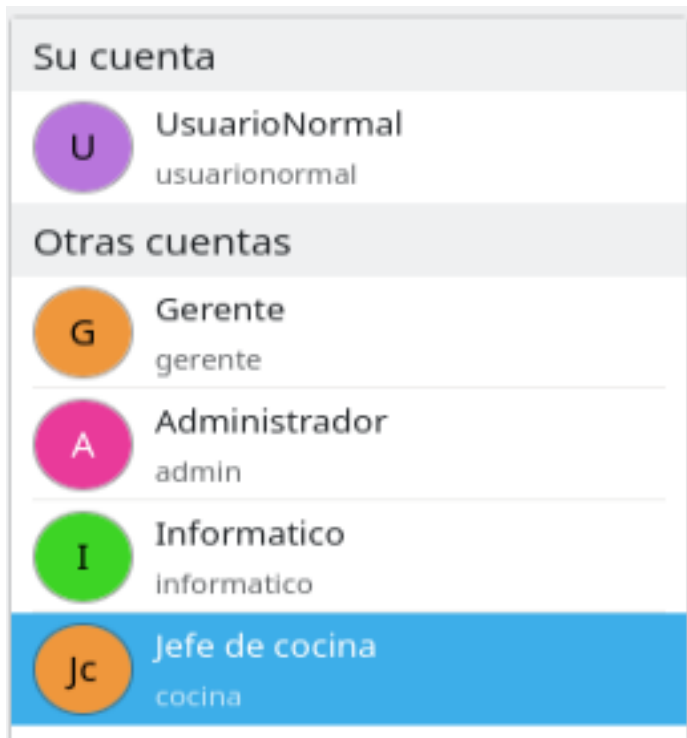 Su cuenta
U
UsuarioNormal
usuarionormal
Otras cuentas
G
Gerente
gerente
A
Administrador
admin
I
Informatico
informatico
Jc
Jefe de cocina
cocina